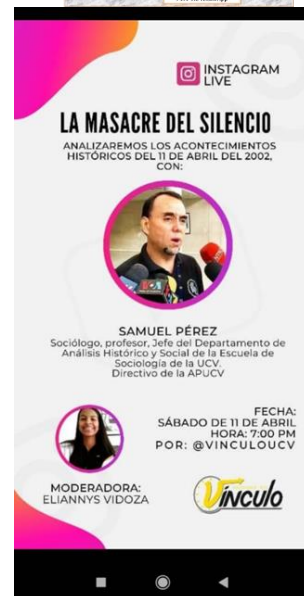 INSTAGRAM
LIVE
LA MASACRE DEL SILENCIO
ANALIZAREMOS LOS ACONTECIMIENTOS
HISTÓRICOS DEL 11 DE ABRIL DEL 2002,
CON:
SAMUEL PÉREZ
Sociólogo, profesor, Jefe del Departamento de
Análisis Histórico y Social de la Escuela de
Sociología de la UCV.
Directivo de la APUCV
FECHA:
SÁBADO DE 11 DE ABRIL
HORA: 7:00 PM
POR: @VINCULOUCV
MODERADORA:
ELIANNYS VIDOZA
Vínculo